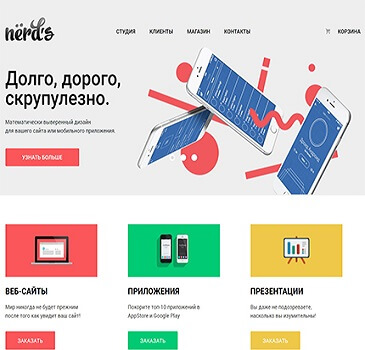 nёrd's
СТУДИЯ КЛИЕНТЫ МАГАЗИН КОНТАКТЫ КОРЗИНА
Долго, дорого,
скрупулезно.
Математически выверенный дизайн
для вашего сайта или мобильного приложения.
УЗНАТЬ БОЛЬШЕ
ВЕБ-САЙТЫ
Мир никогда не будет прежним
после того как увидит ваш сайт!
ЗАКАЗАТЬ
ПРИЛОЖЕНИЯ
Покорите топ-10 приложений в
AppStore и Google Play
ЗАКАЗАТЬ
ПРЕЗЕНТАЦИИ
Вы даже не подозреваете,
насколько вы изумительны!
ЗАКАЗАТЬ